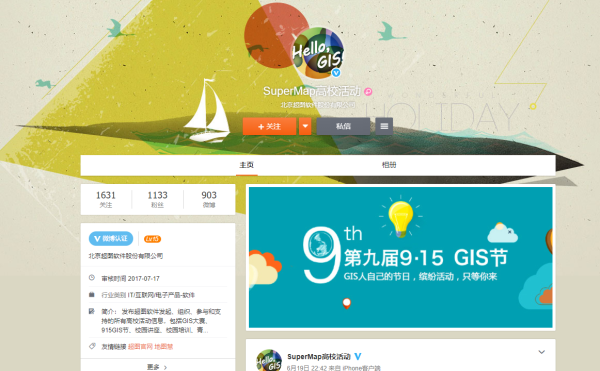 Hello, GIS
SuperMap高校活动
北京超图软件股份有限公司
HOLIDAY
+ 关注
私信
主页
相册
1631
关注
1133
粉丝
903
微博
微博认证
Lv15
北京超图软件股份有限公司
审核时间 2017-07-17
行业类别 IT/互联网/电子产品-软件
简介： 发布超图软件发起、组织、参与和支
持的所有高校活动信息，包括GIS大赛、
915GIS节、校园讲座、校园培训、青...
友情链接 超图官网 地图慧
更多
9th
第九届9·15 GIS节
GIS人自己的节日，缤纷活动，只等你来
Hello, GIS
SuperMap高校活动
6月19日 22:42 来自 iPhone客户端